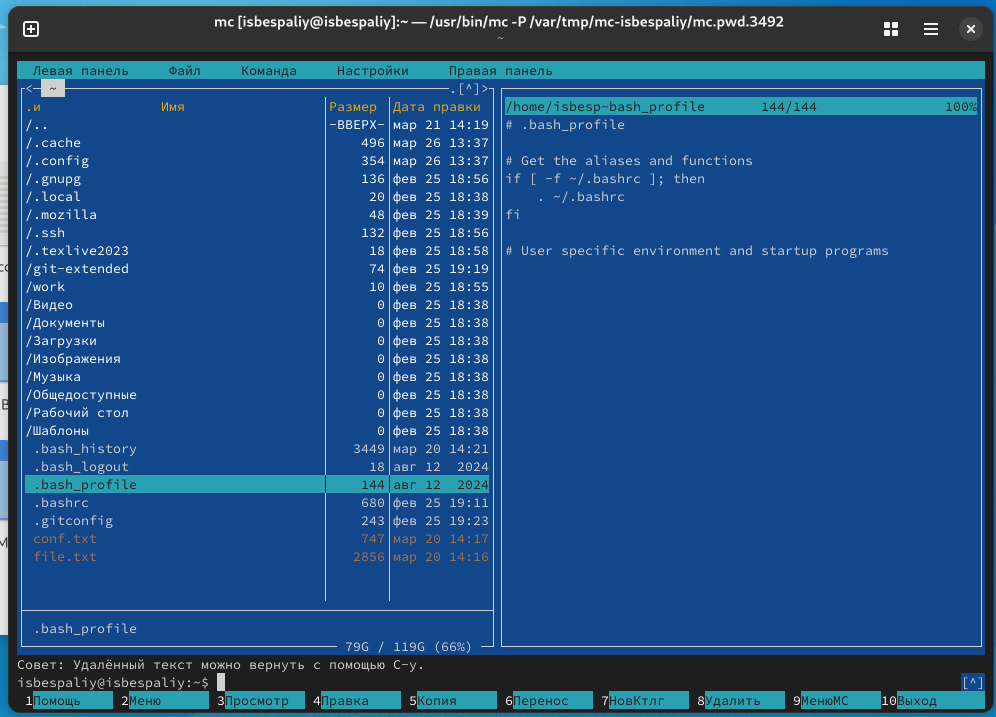 mc [isbespaliy@isbespaliy]:~ — /usr/bin/mc -P /var/tmp/mc-isbespaliy/mc.pwd.3492
~
Левая панель Файл Команда Настройки Правая панель
<─ ~ .[^]>
.и Имя Размер Дата правки
/.. -ВВЕРХ- мар 21 14:19
/.cache 496 мар 26 13:37
/.config 354 мар 26 13:37
/.gnupg 136 фев 25 18:56
/.local 20 фев 25 18:38
/.mozilla 48 фев 25 18:39
/.ssh 132 фев 25 18:56
/.texlive2023 18 фев 25 18:58
/git-extended 74 фев 25 19:19
/work 10 фев 25 18:55
/Видео 0 фев 25 18:38
/Документы 0 фев 25 18:38
/Загрузки 0 фев 25 18:38
/Изображения 0 фев 25 18:38
/Музыка 0 фев 25 18:38
/Общедоступные 0 фев 25 18:38
/Рабочий стол 0 фев 25 18:38
/Шаблоны 0 фев 25 18:38
.bash_history 3449 мар 20 14:21
.bash_logout 18 авг 12 2024
.bash_profile 144 авг 12 2024
.bashrc 680 фев 25 19:11
.gitconfig 243 фев 25 19:23
conf.txt 747 мар 20 14:17
file.txt 2856 мар 20 14:16
.bash_profile
79G / 119G (66%)
/home/isbesp~bash_profile 144/144 100%
# .bash_profile
# Get the aliases and functions
if [ -f ~/.bashrc ]; then
. ~/.bashrc
fi
# User specific environment and startup programs
Совет: Удалённый текст можно вернуть с помощью C-y.
isbespaliy@isbespaliy:~$ [^]
1Помощь 2Меню 3Просмотр 4Правка 5Копия 6Перенос 7НовКтлг 8Удалить 9МенюМС 10Выход